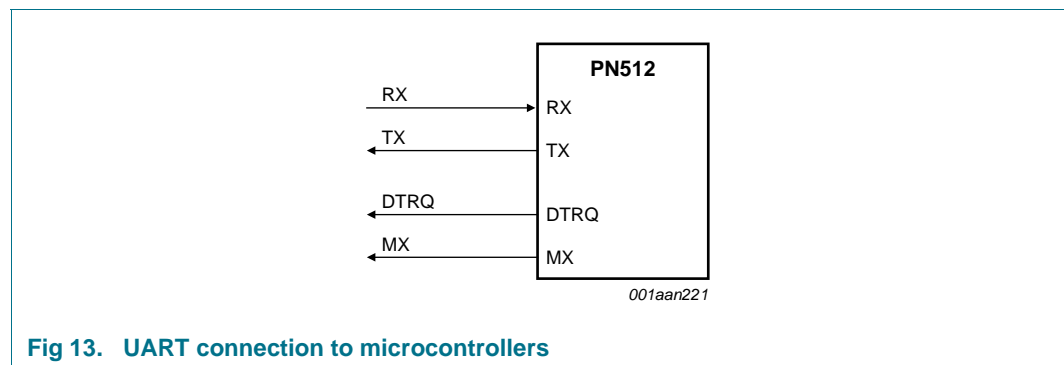 PN512
RX
RX
TX
TX
DTRQ
DTRQ
MX
MX
001aan221
Fig 13. UART connection to microcontrollers